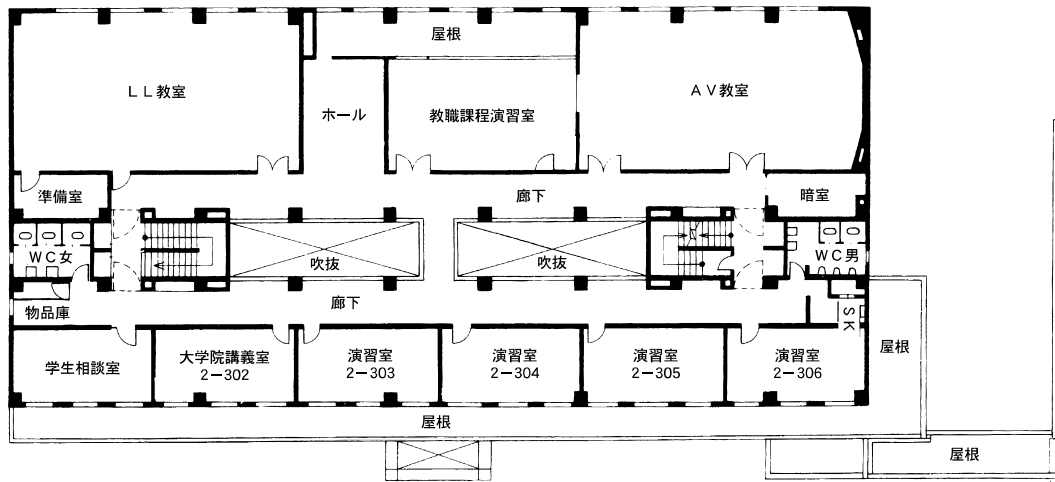 屋根
LL教室
ホール
教職課程演習室
AV教室
準備室
廊下
暗室
WC女
吹抜
吹抜
WC男
物品庫
廊下
SK
学生相談室
大学院講義室
2-302
演習室
2-303
演習室
2-304
演習室
2-305
演習室
2-306
屋根
屋根
屋根